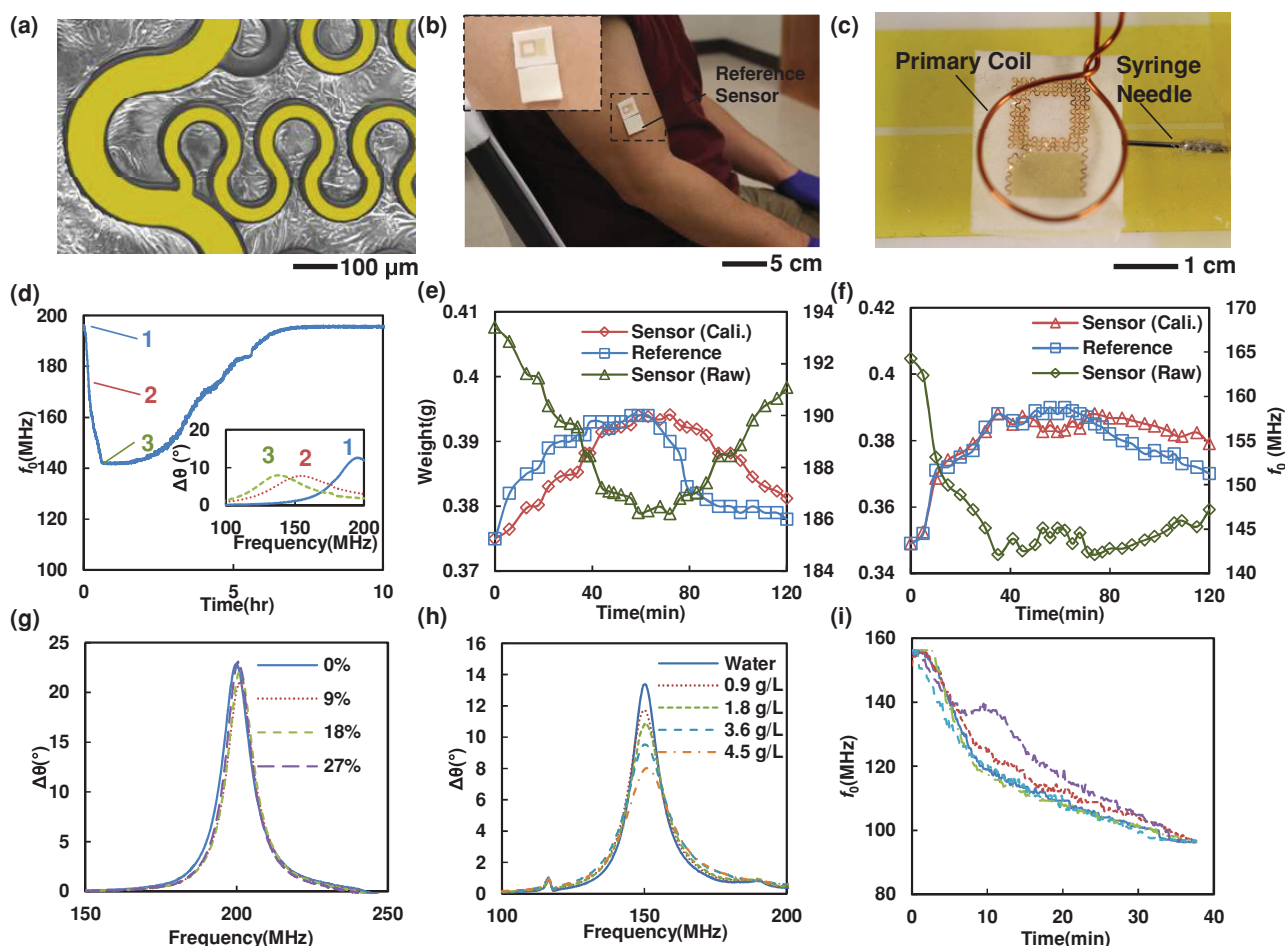 (a)
100 µm
(b)
Reference
Sensor
5 cm
(c)
Primary Coil
Syringe
Needle
1 cm
(d)
f0(MHz)
200
180
160
140
120
100
1
2
3
Δθ(°)
20
10
0
3
2
1
100
150
200
Frequency(MHz)
0
5
10
Time(hr)
(e)
Weight(g)
0.41
0.4
0.39
0.38
0.37
Sensor (Cali.)
Reference
Sensor (Raw)
194
192
190
188
186
184
0
40
80
120
Time(min)
(f)
0.42
0.4
0.38
0.36
0.34
Sensor (Cali.)
Reference
Sensor (Raw)
170
165
160
155
150
145
140
f0 (MHz)
0
40
80
120
Time(min)
(g)
Δθ(°)
25
20
15
10
5
0
0%
9%
18%
27%
150
200
250
Frequency(MHz)
(h)
Δθ(°)
16
14
12
10
8
6
4
2
0
Water
0.9 g/L
1.8 g/L
3.6 g/L
4.5 g/L
100
150
200
Frequency(MHz)
(i)
f0(MHz)
160
140
120
100
80
0
10
20
30
40
Time(min)